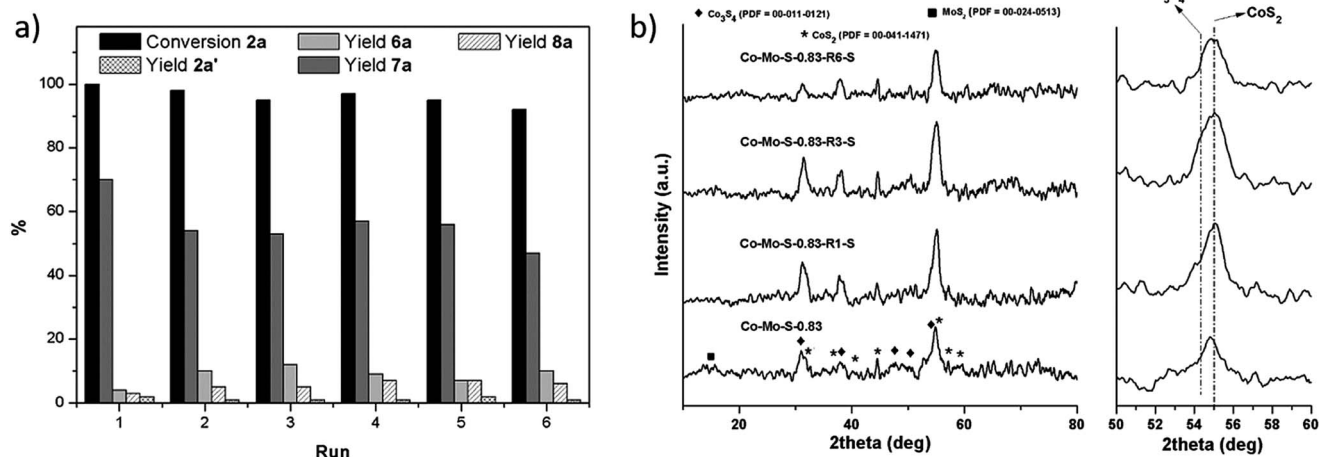 a)
Conversion 2a
Yield 6a
Yield 8a
Yield 2a'
Yield 7a
100
80
60
40
20
0
%
1 2 3 4 5 6
Run
b)
◆ Co₃S₄ (PDF = 00-011-0121)
■ MoS₂ (PDF = 00-024-0513)
* CoS₂ (PDF = 00-041-1471)
Co-Mo-S-0.83-R6-S
Co-Mo-S-0.83-R3-S
Co-Mo-S-0.83-R1-S
Co-Mo-S-0.83
Intensity (a.u.)
20 40 60 80
2theta (deg)
CoS₂
50 52 54 56 58 60
2theta (deg)